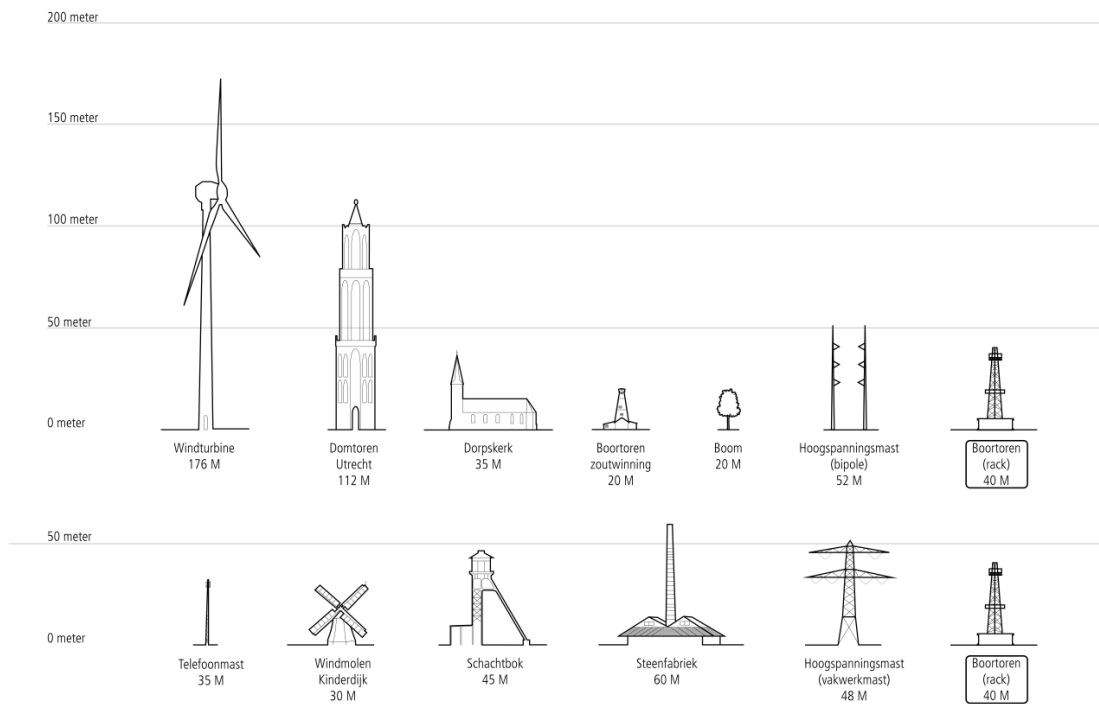 200 meter
150 meter
100 meter
50 meter
0 meter
Windturbine
176 M
Domtoren
Utrecht
112 M
Dorpskerk
35 M
Boortoren
zoutwinning
20 M
Boom
20 M
Hoogspanningsmast
(bipole)
52 M
Boortoren
(rack)
40 M
50 meter
0 meter
Telefoonmast
35 M
Windmolen
Kinderdijk
30 M
Schachtbok
45 M
Steenfabriek
60 M
Hoogspanningsmast
(vakwerkmast)
48 M
Boortoren
(rack)
40 M